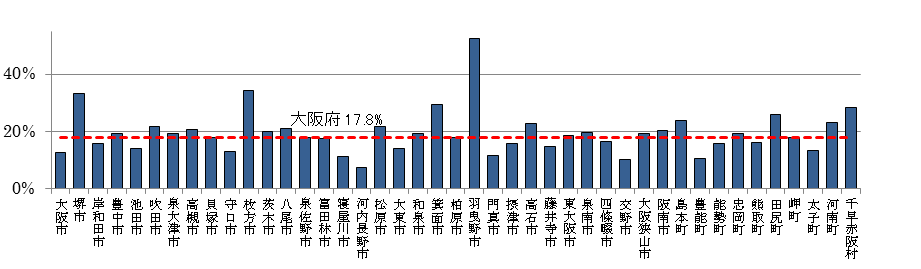 40%
20%
0%
大阪府 17.8%
大阪市
堺市
岸和田市
豊中市
池田市
吹田市
泉大津市
高槻市
貝塚市
守口市
枚方市
茨木市
八尾市
泉佐野市
富田林市
寝屋川市
河内長野市
松原市
大東市
和泉市
箕面市
柏原市
羽曳野市
門真市
摂津市
高石市
藤井寺市
東大阪市
泉南市
四條畷市
交野市
大阪狭山市
阪南市
島本町
豊能町
能勢町
忠岡町
熊取町
田尻町
岬町
太子町
河南町
千早赤阪村